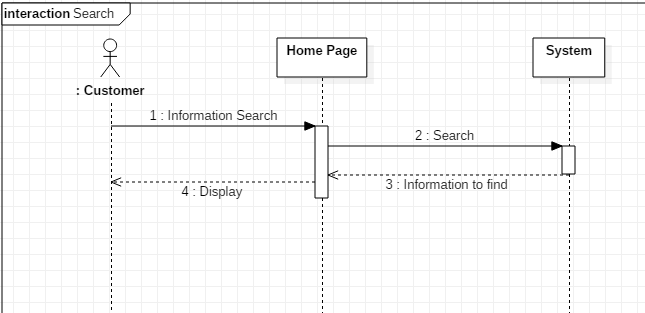 interaction Search
Home Page
System
: Customer
1 : Information Search
2 : Search
3 : Information to find
4 : Display